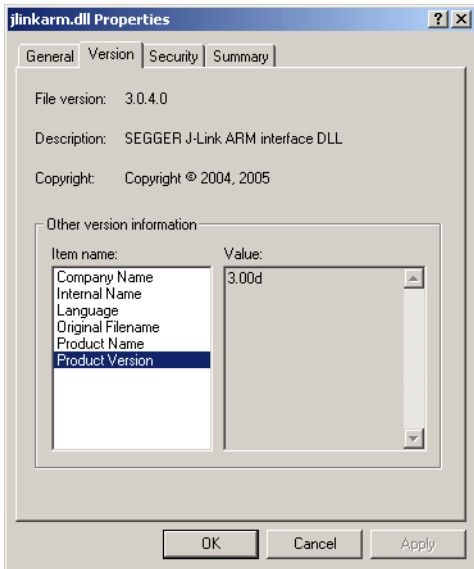 jlinkarm.dll Properties
General Version Security Summary
File version: 3.0.4.0
Description: SEGGER J-Link ARM interface DLL
Copyright: Copyright © 2004, 2005
Other version information
Item name: Value:
Company Name 3.00d
Internal Name
Language
Original Filename
Product Name
Product Version
OK Cancel Apply